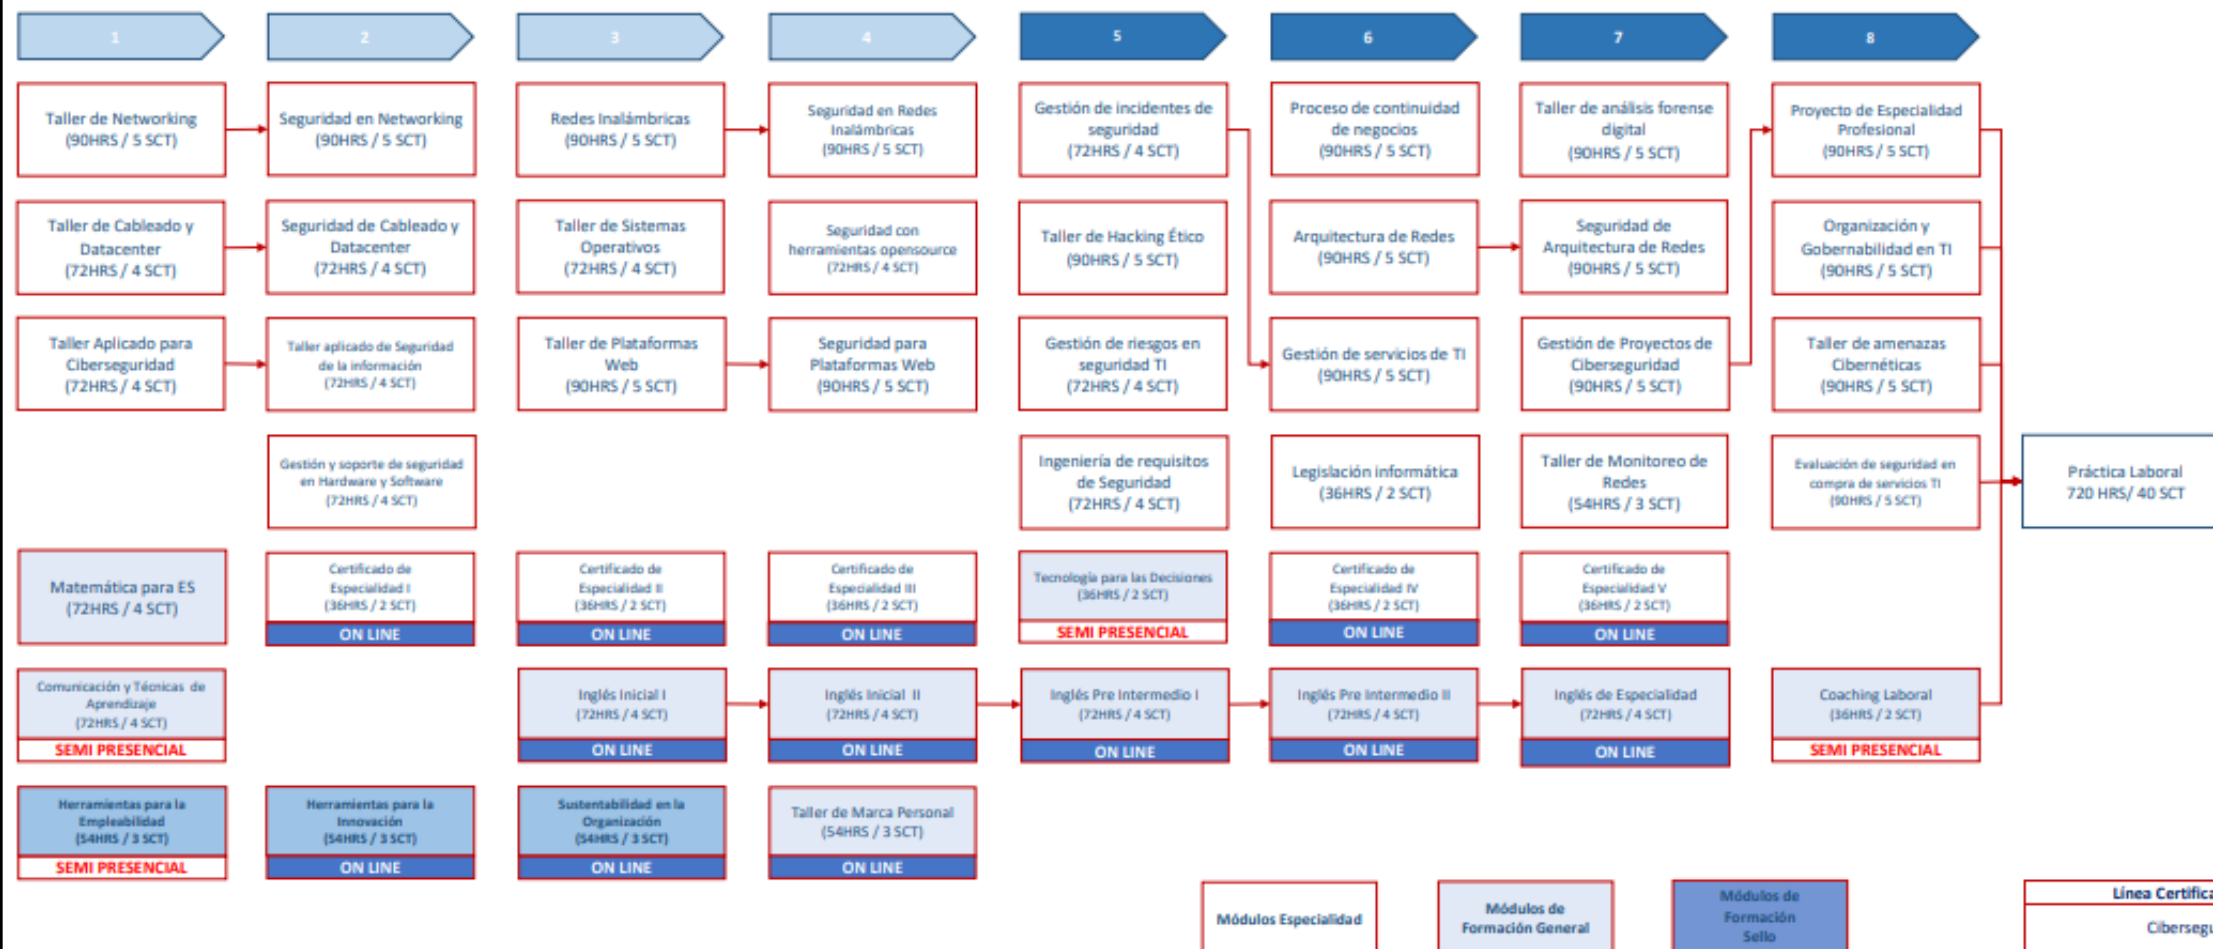 1
2
3
4
5
6
7
8
Taller de Networking
(90HRS / 5 SCT)
Seguridad en Networking
(90HRS / 5 SCT)
Redes Inalámbricas
(90HRS / 5 SCT)
Seguridad en Redes
Inalámbricas
(90HRS / 5 SCT)
Gestión de incidentes de
seguridad
(72HRS / 4 SCT)
Proceso de continuidad
de negocios
(90HRS / 5 SCT)
Taller de análisis forense
digital
(90HRS / 5 SCT)
Proyecto de Especialidad
Profesional
(90HRS / 5 SCT)
Taller de Cableado y
Datacenter
(72HRS / 4 SCT)
Seguridad de Cableado y
Datacenter
(72HRS / 4 SCT)
Taller de Sistemas
Operativos
(72HRS / 4 SCT)
Seguridad con
herramientas opensource
(72HRS / 4 SCT)
Taller de Hacking Ético
(90HRS / 5 SCT)
Arquitectura de Redes
(90HRS / 5 SCT)
Seguridad de
Arquitectura de Redes
(90HRS / 5 SCT)
Organización y
Gobernabilidad en TI
(90HRS / 5 SCT)
Taller Aplicado para
Ciberseguridad
(72HRS / 4 SCT)
Taller aplicado de Seguridad
de la información
(72HRS / 4 SCT)
Taller de Plataformas
Web
(90HRS / 5 SCT)
Seguridad para
Plataformas Web
(90HRS / 5 SCT)
Gestión de riesgos en
seguridad TI
(72HRS / 4 SCT)
Gestión de servicios de TI
(90HRS / 5 SCT)
Gestión de Proyectos de
Ciberseguridad
(90HRS / 5 SCT)
Taller de amenazas
Cibernéticas
(90HRS / 5 SCT)
Gestión y soporte de seguridad
en Hardware y Software
(72HRS / 4 SCT)
Ingeniería de requisitos
de Seguridad
(72HRS / 4 SCT)
Legislación informática
(36HRS / 2 SCT)
Taller de Monitoreo de
Redes
(54HRS / 3 SCT)
Evaluación de seguridad en
compra de servicios TI
(90HRS / 5 SCT)
Práctica Laboral
720 HRS/ 40 SCT
Matemática para ES
(72HRS / 4 SCT)
Certificado de
Especialidad I
(36HRS / 2 SCT)
ON LINE
Certificado de
Especialidad II
(36HRS / 2 SCT)
ON LINE
Certificado de
Especialidad III
(36HRS / 2 SCT)
ON LINE
Tecnología para las Decisiones
(36HRS / 2 SCT)
SEMI PRESENCIAL
Certificado de
Especialidad IV
(36HRS / 2 SCT)
ON LINE
Certificado de
Especialidad V
(36HRS / 2 SCT)
ON LINE
Comunicación y Técnicas de
Aprendizaje
(72HRS / 4 SCT)
SEMI PRESENCIAL
Inglés Inicial I
(72HRS / 4 SCT)
ON LINE
Inglés Inicial II
(72HRS / 4 SCT)
ON LINE
Inglés Pre Intermedio I
(72HRS / 4 SCT)
ON LINE
Inglés Pre Intermedio II
(72HRS / 4 SCT)
ON LINE
Inglés de Especialidad
(72HRS / 4 SCT)
ON LINE
Coaching Laboral
(36HRS / 2 SCT)
SEMI PRESENCIAL
Herramientas para la
Empleabilidad
(54HRS / 3 SCT)
SEMI PRESENCIAL
Herramientas para la
Innovación
(54HRS / 3 SCT)
ON LINE
Sustentabilidad en la
Organización
(54HRS / 3 SCT)
ON LINE
Taller de Marca Personal
(54HRS / 3 SCT)
ON LINE
Módulos Especialidad
Módulos de
Formación General
Módulos de
Formación
Sello
Línea Certifica
Cibersegu